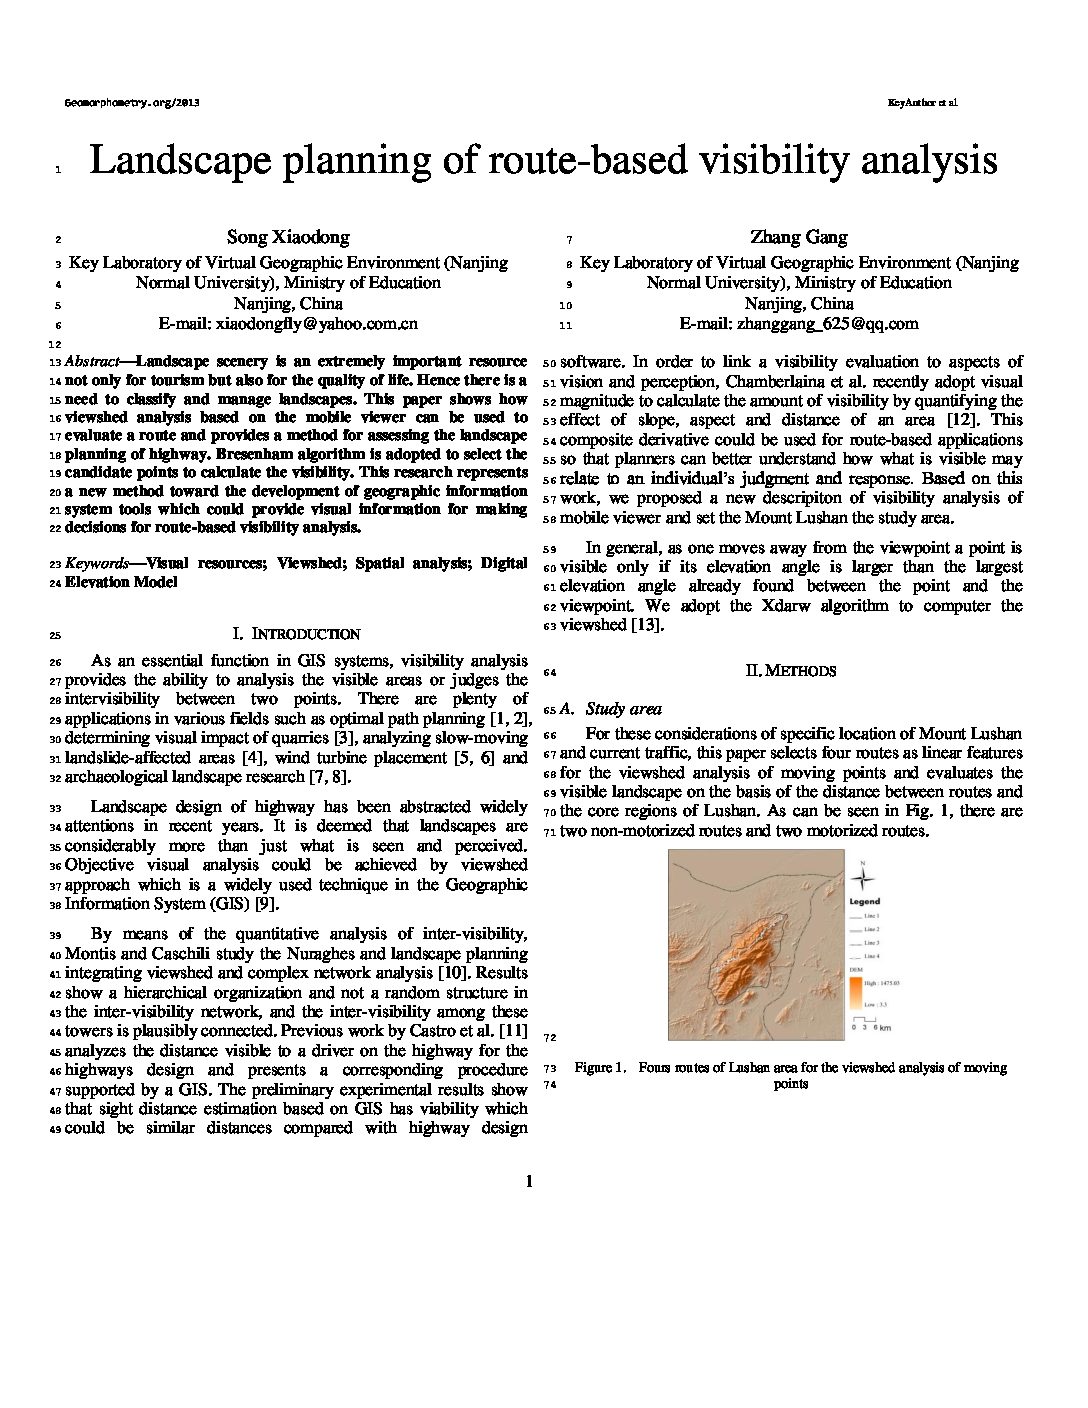 Geomorphometry.org/2013
KeyAuthor et al
1 Landscape planning of route-based visibility analysis
2 Song Xiaodong
3 Key Laboratory of Virtual Geographic Environment (Nanjing
4 Normal University), Ministry of Education
5 Nanjing, China
6 E-mail: xiaodongfly@yahoo.com.cn
7 Zhang Gang
8 Key Laboratory of Virtual Geographic Environment (Nanjing
9 Normal University), Ministry of Education
10 Nanjing, China
11 E-mail: zhanggang_625@qq.com
12
13 Abstract—Landscape scenery is an extremely important resource
14 not only for tourism but also for the quality of life. Hence there is a
15 need to classify and manage landscapes. This paper shows how
16 viewshed analysis based on the mobile viewer can be used to
17 evaluate a route and provides a method for assessing the landscape
18 planning of highway. Bresenham algorithm is adopted to select the
19 candidate points to calculate the visibility. This research represents
20 a new method toward the development of geographic information
21 system tools which could provide visual information for making
22 decisions for route-based visibility analysis.
23 Keywords—Visual resources; Viewshed; Spatial analysis; Digital
24 Elevation Model
25 I. INTRODUCTION
26 As an essential function in GIS systems, visibility analysis
27 provides the ability to analysis the visible areas or judges the
28 intervisibility between two points. There are plenty of
29 applications in various fields such as optimal path planning [1, 2],
30 determining visual impact of quarries [3], analyzing slow-moving
31 landslide-affected areas [4], wind turbine placement [5, 6] and
32 archaeological landscape research [7, 8].
33 Landscape design of highway has been abstracted widely
34 attentions in recent years. It is deemed that landscapes are
35 considerably more than just what is seen and perceived.
36 Objective visual analysis could be achieved by viewshed
37 approach which is a widely used technique in the Geographic
38 Information System (GIS) [9].
39 By means of the quantitative analysis of inter-visibility,
40 Montis and Caschili study the Nuraghes and landscape planning
41 integrating viewshed and complex network analysis [10]. Results
42 show a hierarchical organization and not a random structure in
43 the inter-visibility network, and the inter-visibility among these
44 towers is plausibly connected. Previous work by Castro et al. [11]
45 analyzes the distance visible to a driver on the highway for the
46 highways design and presents a corresponding procedure
47 supported by a GIS. The preliminary experimental results show
48 that sight distance estimation based on GIS has viability which
49 could be similar distances compared with highway design
50 software. In order to link a visibility evaluation to aspects of
51 vision and perception, Chamberlaina et al. recently adopt visual
52 magnitude to calculate the amount of visibility by quantifying the
53 effect of slope, aspect and distance of an area [12]. This
54 composite derivative could be used for route-based applications
55 so that planners can better understand how what is visible may
56 relate to an individual's judgment and response. Based on this
57 work, we proposed a new descripiton of visibility analysis of
58 mobile viewer and set the Mount Lushan the study area.
59 In general, as one moves away from the viewpoint a point is
60 visible only if its elevation angle is larger than the largest
61 elevation angle already found between the point and the
62 viewpoint. We adopt the Xdarw algorithm to computer the
63 viewshed [13].
64 II. METHODS
65 A. Study area
66 For these considerations of specific location of Mount Lushan
67 and current traffic, this paper selects four routes as linear features
68 for the viewshed analysis of moving points and evaluates the
69 visible landscape on the basis of the distance between routes and
70 the core regions of Lushan. As can be seen in Fig. 1, there are
71 two non-motorized routes and two motorized routes.
N
Legend
Line 1
Line 2
Line 3
Line 4
DEM
High : 1475.03
Low : 3.3
0 3 6 km
72
73 Figure 1. Fours routes of Lushan area for the viewshed analysis of moving
74 points
1